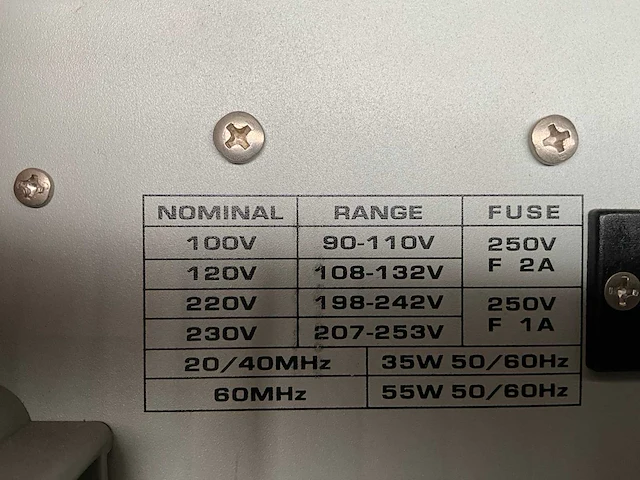 NOMINAL RANGE FUSE
100V 90-110V 250V F 2A
120V 108-132V
220V 198-242V 250V F 1A
230V 207-253V
20/40MHz 35W 50/60Hz
60MHz 55W 50/60Hz